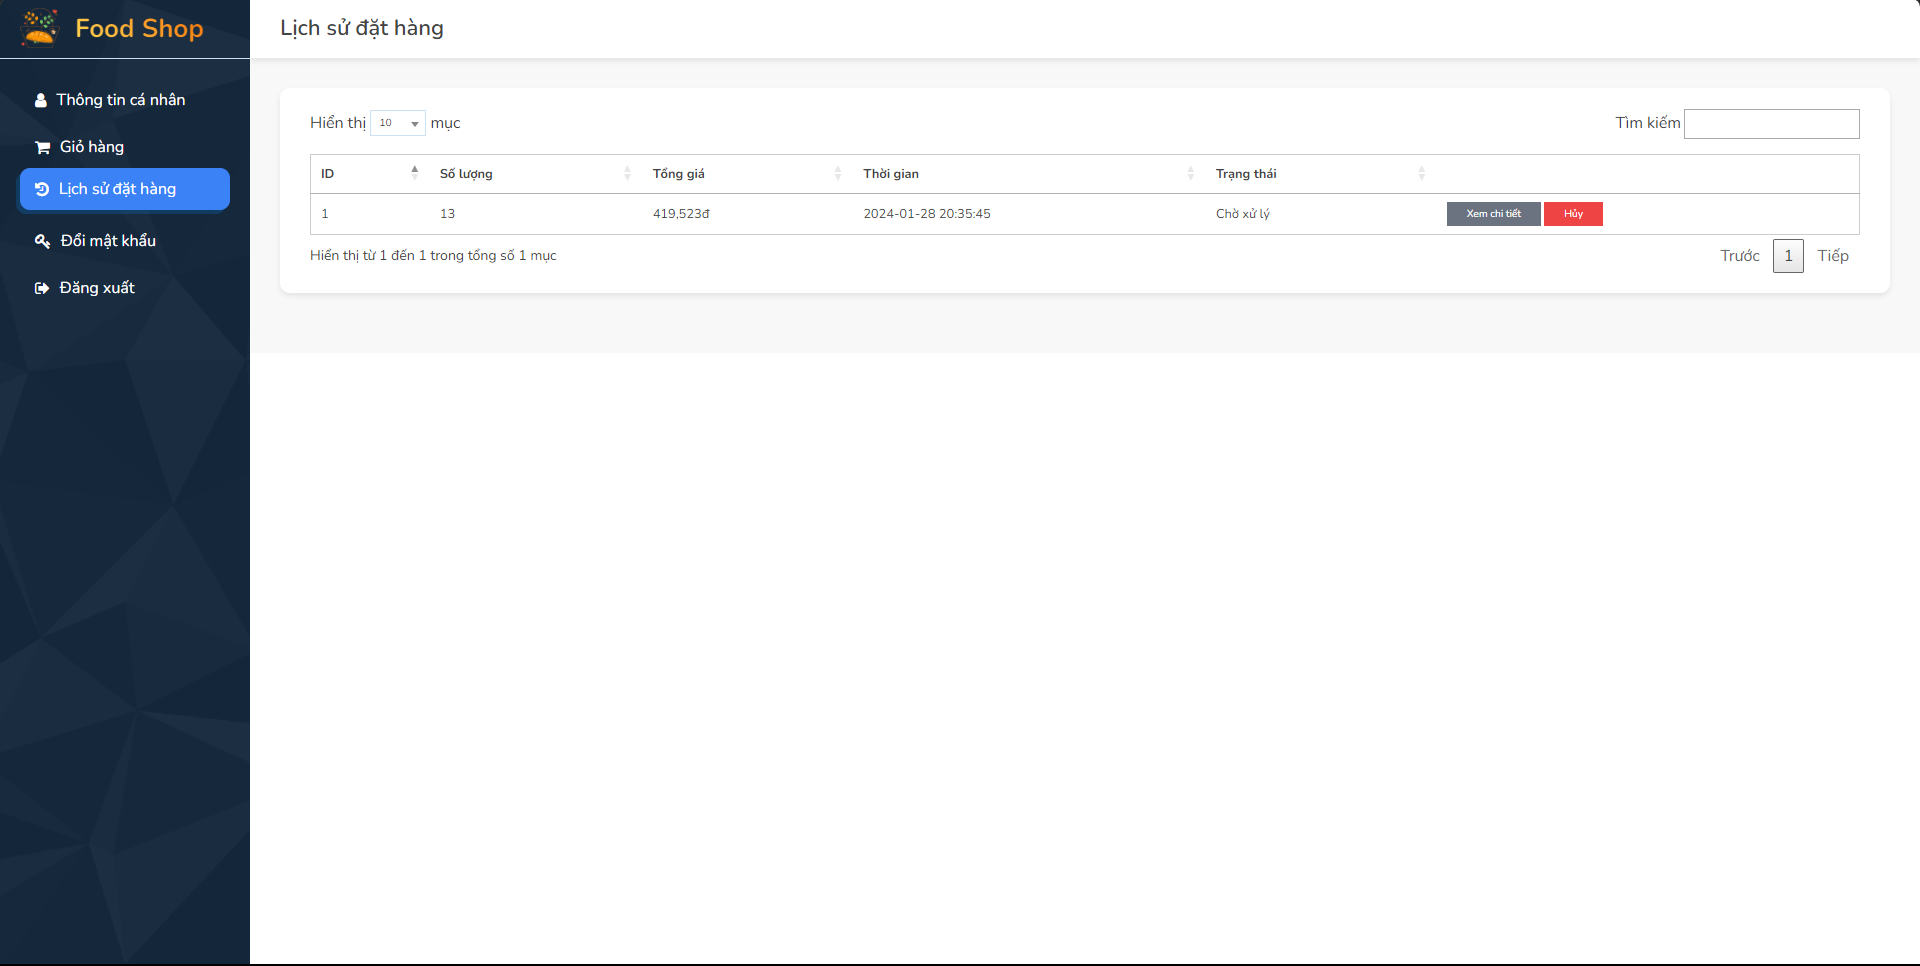 Food Shop
Lịch sử đặt hàng
Thông tin cá nhân
Giỏ hàng
Lịch sử đặt hàng
Đổi mật khẩu
Đăng xuất
Hiển thị 10 mục
Tìm kiếm
ID Số lượng Tổng giá Thời gian Trạng thái
1 13 419,523đ 2024-01-28 20:35:45 Chờ xử lý Xem chi tiết Hủy
Hiển thị từ 1 đến 1 trong tổng số 1 mục
Trước 1 Tiếp